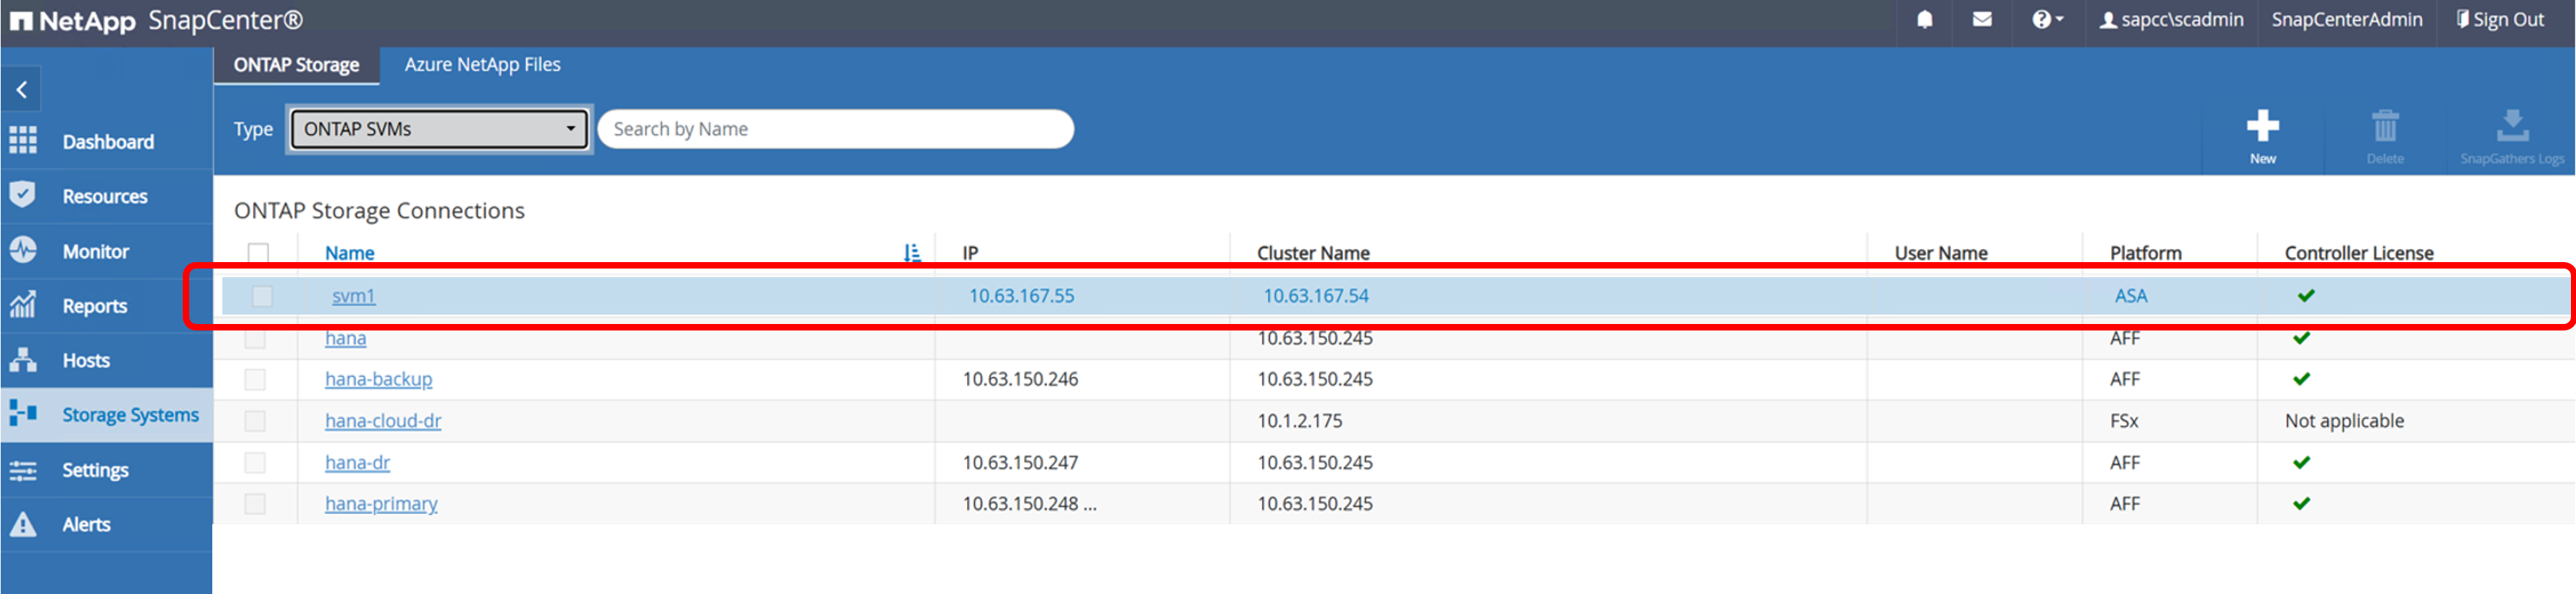 NetApp SnapCenter® sapcc\scadmin SnapCenterAdmin Sign Out
ONTAP Storage Azure NetApp Files
Type ONTAP SVMs Search by Name
New Delete SnapGathers Logs
Dashboard
Resources
Monitor
Reports
Hosts
Storage Systems
Settings
Alerts
ONTAP Storage Connections
Name IP Cluster Name User Name Platform Controller License
svm1 10.63.167.55 10.63.167.54 ASA
hana 10.63.150.245 AFF
hana-backup 10.63.150.246 10.63.150.245 AFF
hana-cloud-dr 10.1.2.175 FSx Not applicable
hana-dr 10.63.150.247 10.63.150.245 AFF
hana-primary 10.63.150.248 ... 10.63.150.245 AFF